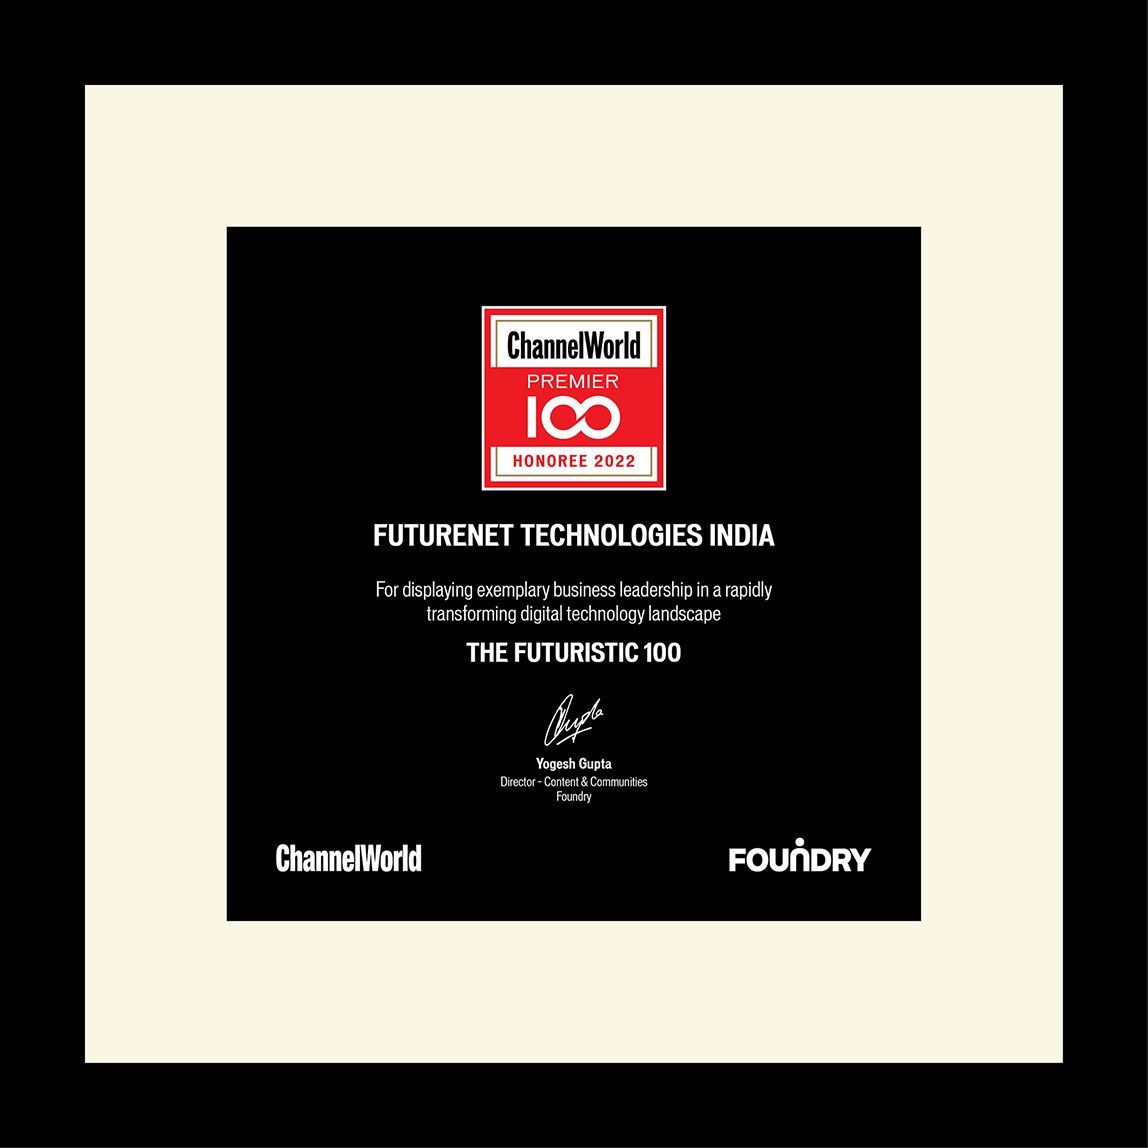 ChannelWorld
PREMIER
100
HONOREE 2022
FUTURENET TECHNOLOGIES INDIA
For displaying exemplary business leadership in a rapidly
transforming digital technology landscape
THE FUTURISTIC 100
Yogesh Gupta
Director - Content & Communities
Foundry
ChannelWorld
FOUNDRY